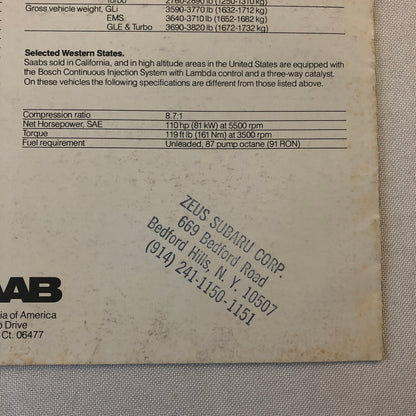 Turbo 2760-2890 lb (1250-1310 kg)
Gross vehicle weight, GLi 3590-3770 lb (1632-1712 kg)
EMS 3640-3710 lb (1652-1682 kg)
GLE & Turbo 3690-3820 lb (1672-1732 kg)
Selected Western States.
Saabs sold in California, and in high altitude areas in the United States are equipped with
the Bosch Continuous Injection System with Lambda control and a three-way catalyst.
On these vehicles the following specifications are different from those listed above.
Compression ratio 8.7:1
Net Horsepower, SAE 110 hp (81 kW) at 5500 rpm
Torque 119 ft lb (161 Nm) at 3500 rpm
Fuel requirement Unleaded, 87 pump octane (91 RON)
ZEUS SUBARU CORP.
669 Bedford Road
Bedford Hills, N. Y. 10507
(914) 241-1150-1151
AAB
ia of America
Drive
Ct. 06477